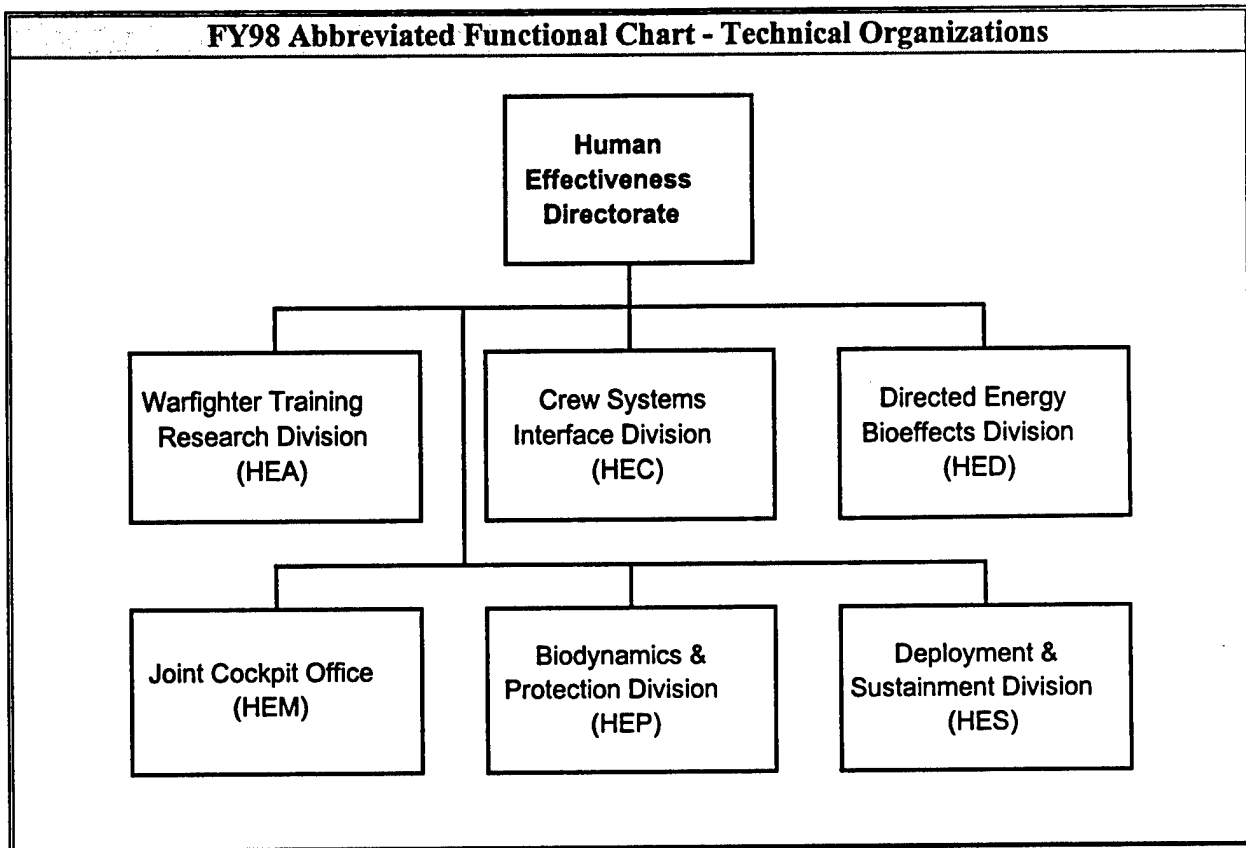 FY98 Abbreviated Functional Chart - Technical Organizations
Human
Effectiveness
Directorate
Warfighter Training
Research Division
(HEA)
Crew Systems
Interface Division
(HEC)
Directed Energy
Bioeffects Division
(HED)
Joint Cockpit Office
(HEM)
Biodynamics &
Protection Division
(HEP)
Deployment &
Sustainment Division
(HES)